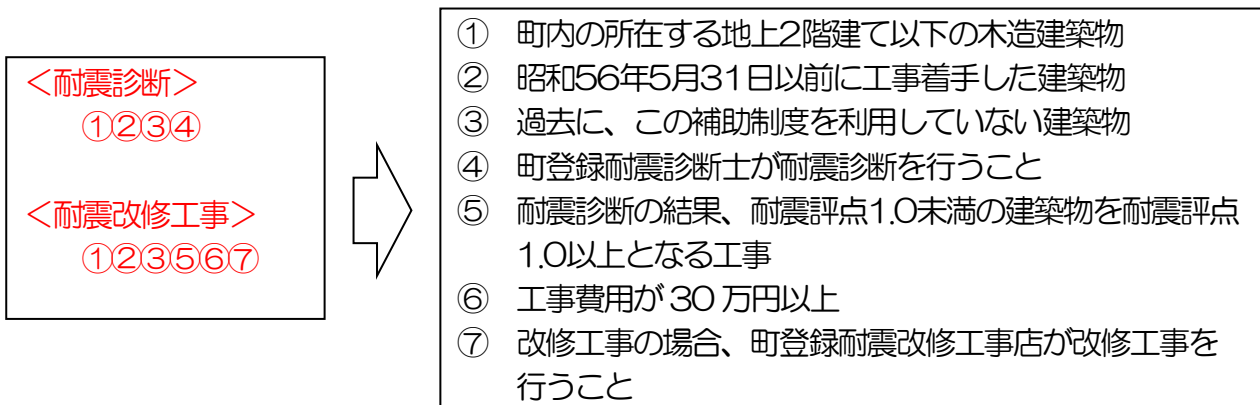 <耐震診断>
①②③④
<耐震改修工事>
①②③⑤⑥⑦
① 町内の所在する地上2階建て以下の木造建築物
② 昭和56年5月31日以前に工事着手した建築物
③ 過去に、この補助制度を利用していない建築物
④ 町登録耐震診断士が耐震診断を行うこと
⑤ 耐震診断の結果、耐震評点1.0未満の建築物を耐震評点
1.0以上となる工事
⑥ 工事費用が 30 万円以上
⑦ 改修工事の場合、町登録耐震改修工事店が改修工事を
行うこと